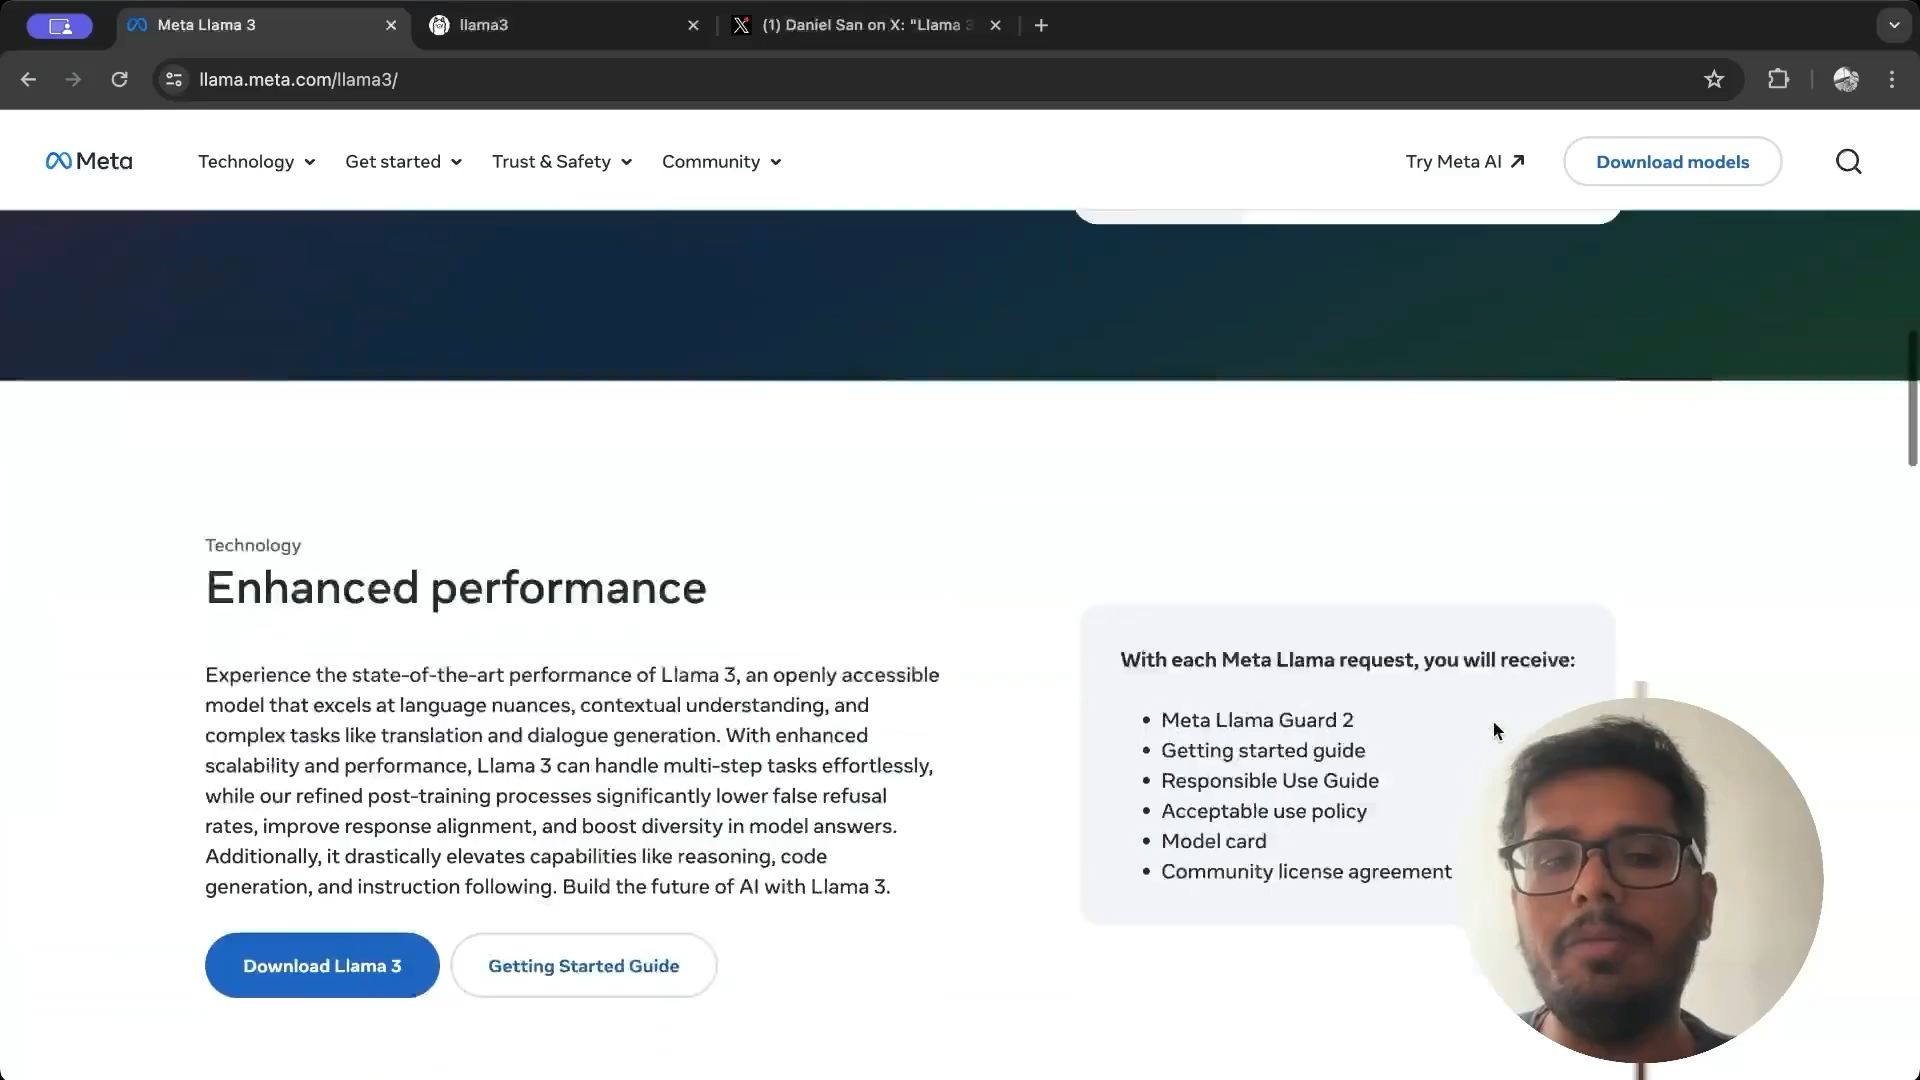 Meta Llama 3
llama3
(1) Daniel San on X: "Llama 3
llama.meta.com/llama3/
Meta
Technology
Get started
Trust & Safety
Community
Try Meta AI
Download models
Technology
Enhanced performance
Experience the state-of-the-art performance of Llama 3, an openly accessible
model that excels at language nuances, contextual understanding, and
complex tasks like translation and dialogue generation. With enhanced
scalability and performance, Llama 3 can handle multi-step tasks effortlessly,
while our refined post-training processes significantly lower false refusal
rates, improve response alignment, and boost diversity in model answers.
Additionally, it drastically elevates capabilities like reasoning, code
generation, and instruction following. Build the future of AI with Llama 3.
Download Llama 3
Getting Started Guide
With each Meta Llama request, you will receive:
• Meta Llama Guard 2
• Getting started guide
• Responsible Use Guide
• Acceptable use policy
• Model card
• Community license agreement